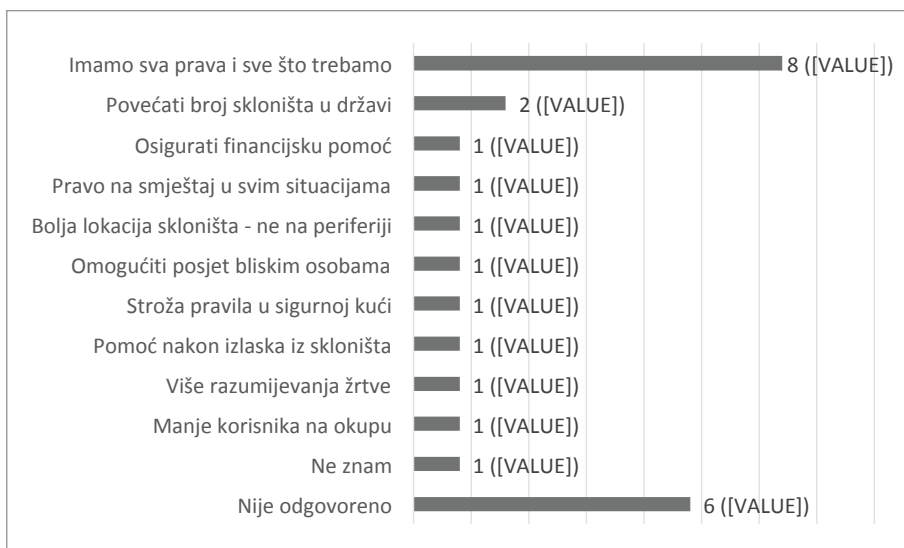 Imamo sva prava i sve što trebamo 8 ([VALUE])
Povećati broj skloništa u državi 2 ([VALUE])
Osigurati financijsku pomoć 1 ([VALUE])
Pravo na smještaj u svim situacijama 1 ([VALUE])
Bolja lokacija skloništa - ne na periferiji 1 ([VALUE])
Omogućiti posjet bliskim osobama 1 ([VALUE])
Stroža pravila u sigurnoj kući 1 ([VALUE])
Pomoć nakon izlaska iz skloništa 1 ([VALUE])
Više razumijevanja žrtve 1 ([VALUE])
Manje korisnika na okupu 1 ([VALUE])
Ne znam 1 ([VALUE])
Nije odgovoreno 6 ([VALUE])